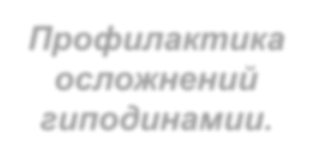 Профилактика
осложнений
гиподинамии.